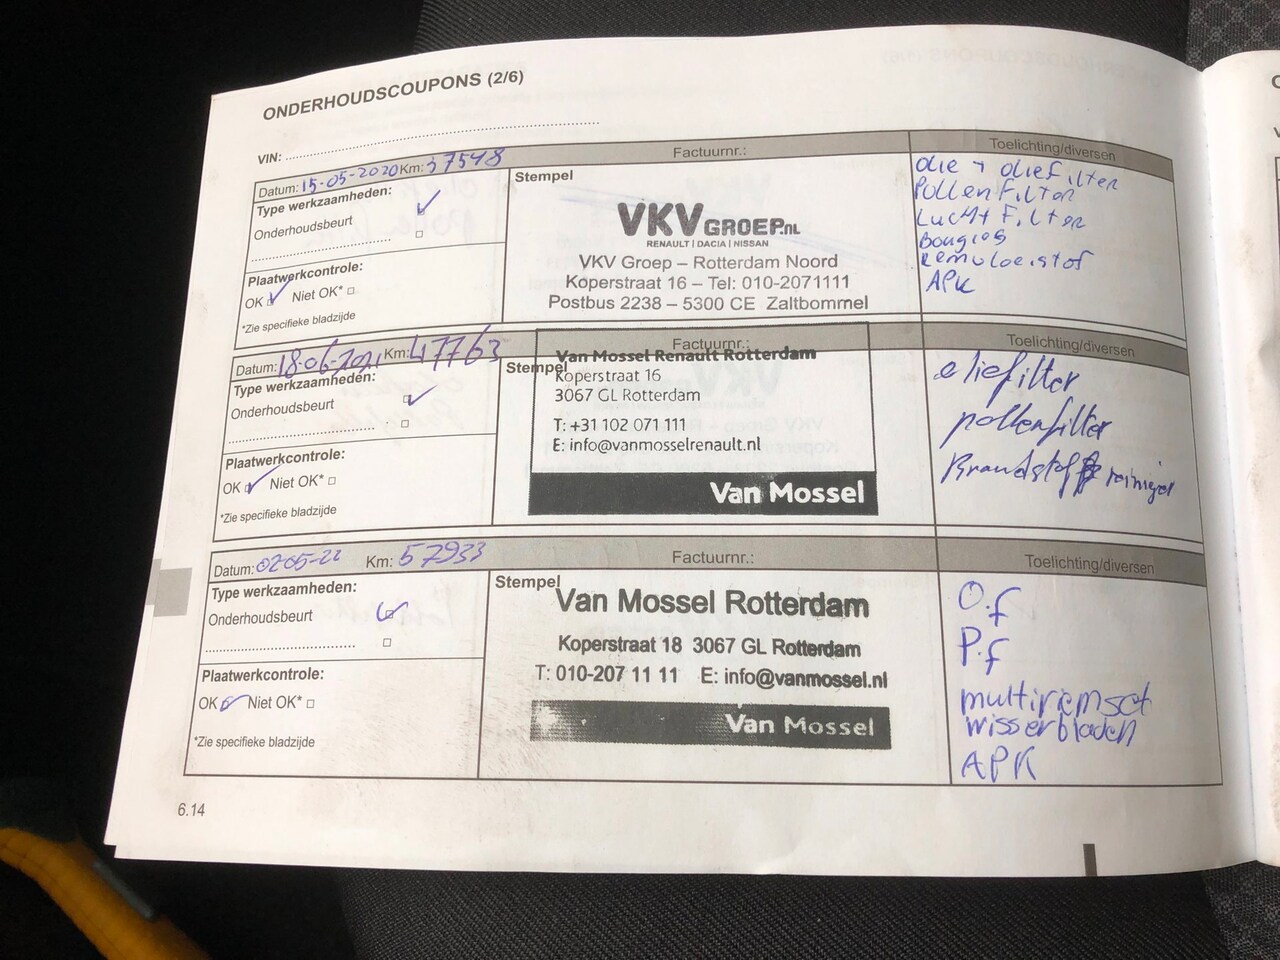 ONDERHOUDSCOUPONS (2/6)
VIN:
Datum: 15-05-2020 Km: 37548
Factuurnr.:
Toelichting/diversen
Type werkzaamheden:
Onderhoudsbeurt
Plaatwerkcontrole:
OK Niet OK*
*Zie specifieke bladzijde
Stempel
VKV GROEP.NL
RENAULT | DACIA | NISSAN
VKV Groep – Rotterdam Noord
Koperstraat 16 – Tel: 010-2071111
Postbus 2238 – 5300 CE Zaltbommel
olie + oliefilter
Pollenfilter
Lucht Filter
Bougies
Remvloeistof
APK
Datum: 18-06-2021 Km: 47763
Factuurnr.:
Toelichting/diversen
Type werkzaamheden:
Onderhoudsbeurt
Plaatwerkcontrole:
OK Niet OK*
*Zie specifieke bladzijde
Stempel
Van Mossel Renault Rotterdam
Koperstraat 16
3067 GL Rotterdam
T: +31 102 071 111
E: info@vanmosselrenault.nl
Van Mossel
oliefilter
pollenfilter
Brandstof reiniger
Datum: 02-05-22 Km: 57933
Factuurnr.:
Toelichting/diversen
Type werkzaamheden:
Onderhoudsbeurt
Plaatwerkcontrole:
OK Niet OK*
*Zie specifieke bladzijde
Stempel
Van Mossel Rotterdam
Koperstraat 18 3067 GL Rotterdam
T: 010-207 11 11 E: info@vanmossel.nl
Van Mossel
O.f
P.f
multiriemset
wisserbladen
APK
6.14